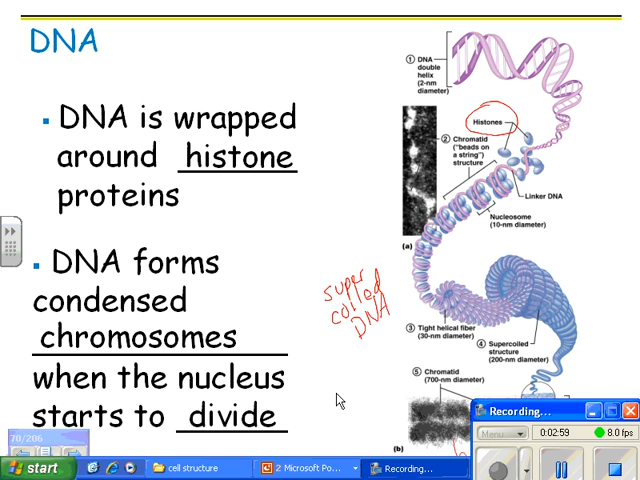 DNA
▪ DNA is wrapped
around histone
proteins
▪ DNA forms
condensed
chromosomes
when the nucleus
starts to divide
① DNA
double
helix
(2-nm
diameter)
Histones
② Chromatid
("beads on
a string")
structure
Linker DNA
Nucleosome
(10-nm diameter)
(a)
super
coiled
DNA
③ Tight helical fiber
(30-nm diameter)
④ Supercoiled
structure
(200-nm diameter)
⑤ Chromatid
(700-nm diameter)
(b)
70/206
Recording...
Menu
0:02:59
8.0 fps
start
cell structure
2 Microsoft Po...
Recording...